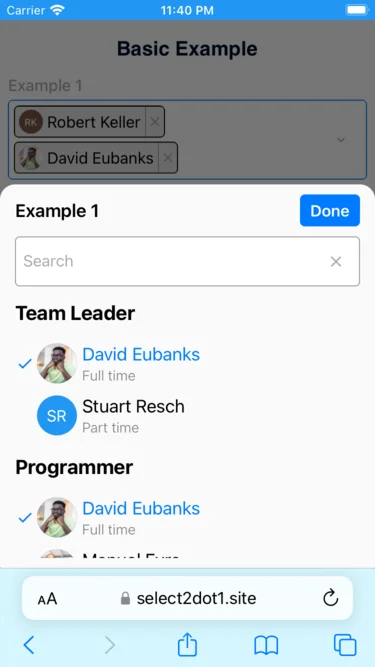 Carrier 11:40 PM
Basic Example
Example 1
RK Robert Keller ×
David Eubanks ×
Example 1 Done
Search ×
Team Leader
David Eubanks
Full time
SR Stuart Resch
Part time
Programmer
David Eubanks
Full time
AA select2dot1.site